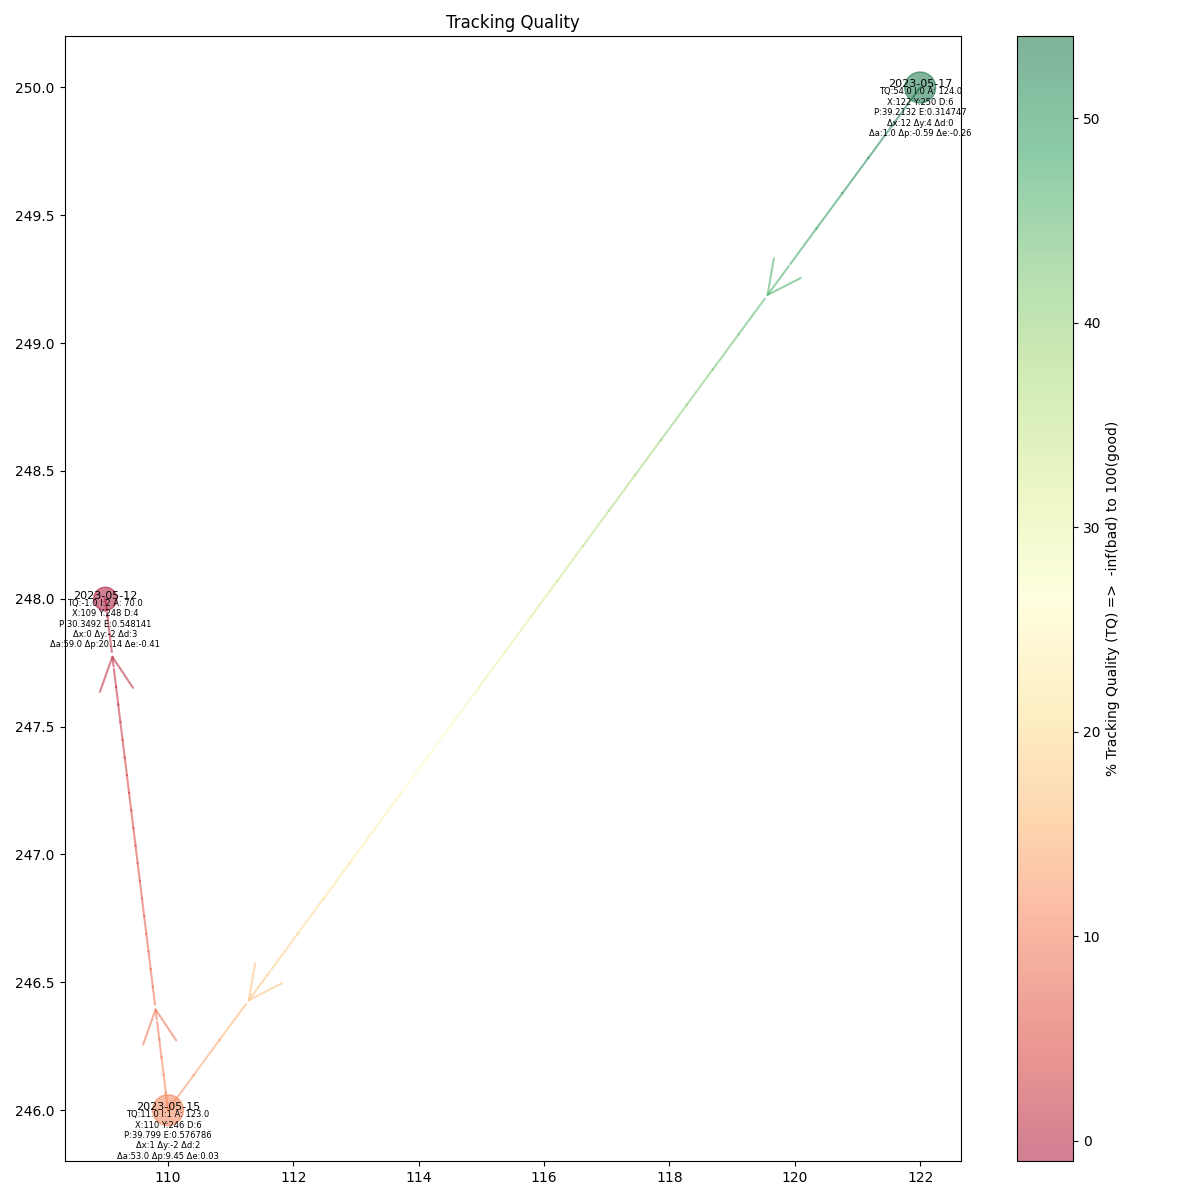 Tracking Quality
250.0
249.5
249.0
248.5
248.0
247.5
247.0
246.5
246.0
2023-05-17
TQ:54.0 I:0 A: 124.0
X:122 Y:250 D:6
P:39.2132 E:0.314747
Δx:12 Δy:4 Δd:0
Δa:1.0 Δp:-0.59 Δe:-0.26
2023-05-12
TQ:-1.0 I:2 A: 70.0
X:109 Y:248 D:4
P:30.3492 E:0.548141
Δx:0 Δy:-2 Δd:3
Δa:59.0 Δp:20.14 Δe:-0.41
2023-05-15
TQ:11.0 I:1 A: 123.0
X:110 Y:246 D:6
P:39.799 E:0.576786
Δx:1 Δy:-2 Δd:2
Δa:53.0 Δp:9.45 Δe:0.03
110 112 114 116 118 120 122
50
40
30
20
10
0
% Tracking Quality (TQ) => -inf(bad) to 100(good)